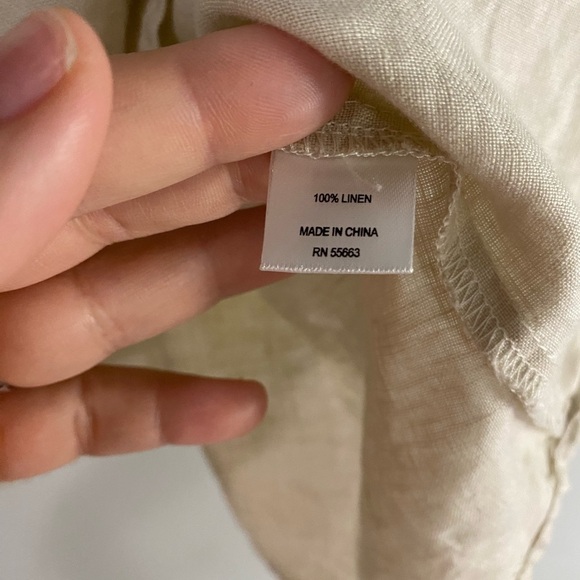 100% LINEN
MADE IN CHINA
RN 55663